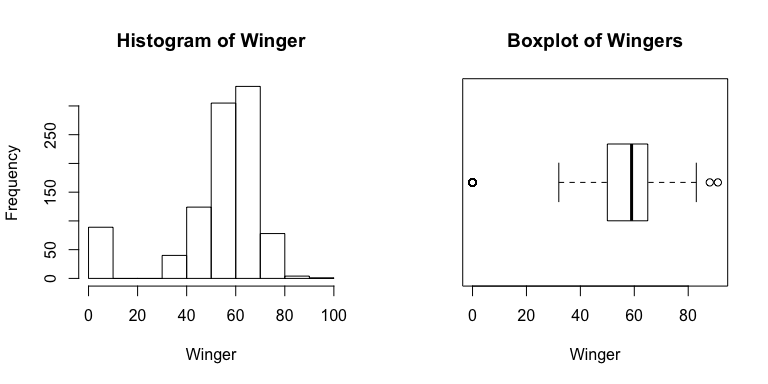 Histogram of Winger
Frequency
0
50
150
250
0 20 40 60 80 100
Winger
Boxplot of Wingers
0 20 40 60 80
Winger